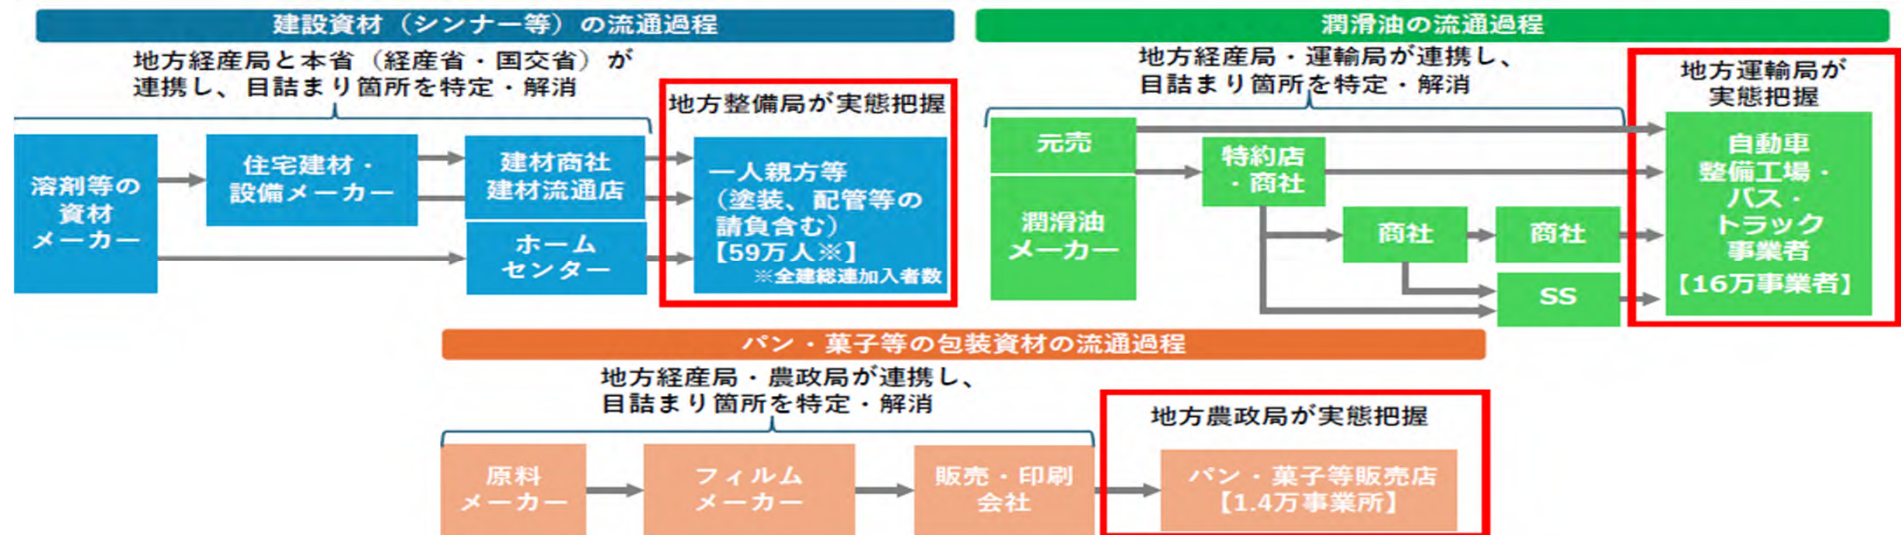 建設資材（シンナー等）の流通過程
地方経産局と本省（経産省・国交省）が
連携し、目詰まり箇所を特定・解消
地方整備局が実態把握
溶剤等の
資材
メーカー
住宅建材・
設備メーカー
建材商社
建材流通店
ホーム
センター
一人親方等
（塗装、配管等の
請負含む）
【59万人※】
※全建総連加入者数
潤滑油の流通過程
地方経産局・運輸局が連携し、
目詰まり箇所を特定・解消
地方運輸局が
実態把握
元売
潤滑油
メーカー
特約店
・商社
商社
商社
SS
自動車
整備工場・
バス・
トラック
事業者
【16万事業者】
パン・菓子等の包装資材の流通過程
地方経産局・農政局が連携し、
目詰まり箇所を特定・解消
地方農政局が実態把握
原料
メーカー
フィルム
メーカー
販売・印刷
会社
パン・菓子等販売店
【1.4万事業所】